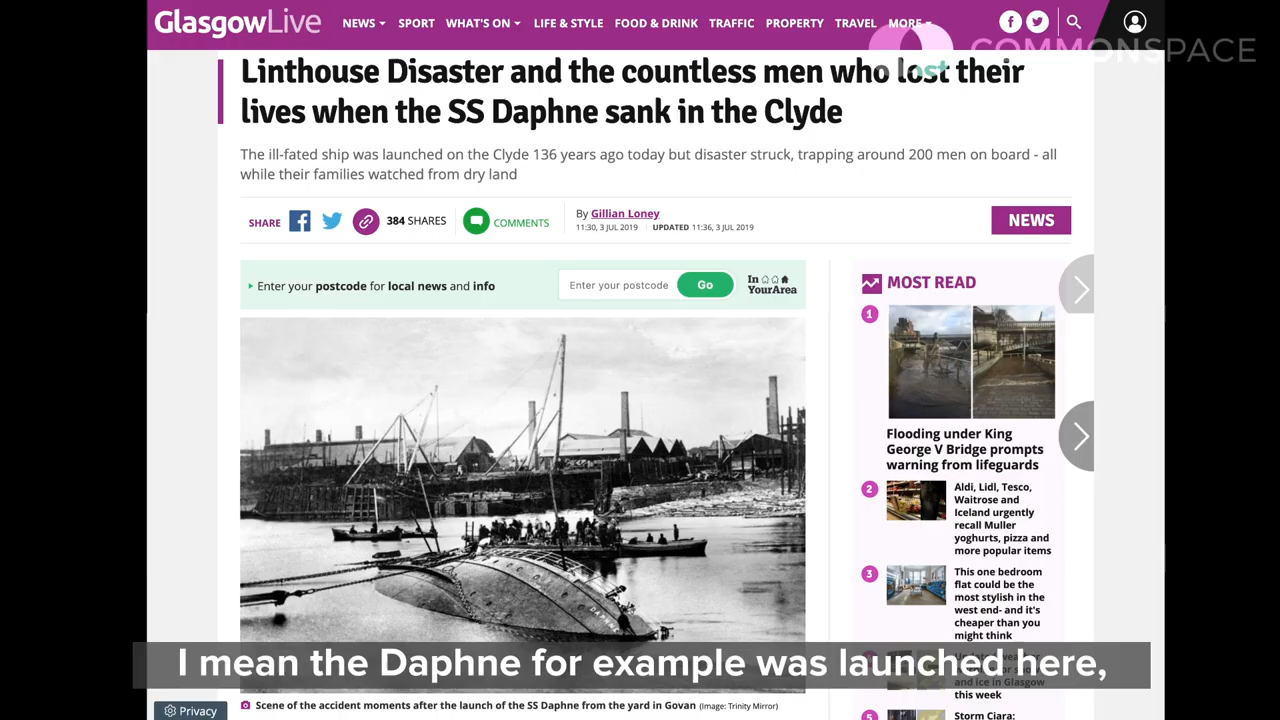 GlasgowLive
NEWS SPORT WHAT'S ON LIFE & STYLE FOOD & DRINK TRAFFIC PROPERTY TRAVEL MORE
COMMONSPACE
Linthouse Disaster and the countless men who lost their
lives when the SS Daphne sank in the Clyde
The ill-fated ship was launched on the Clyde 136 years ago today but disaster struck, trapping around 200 men on board - all
while their families watched from dry land
SHARE 384 SHARES COMMENTS
By Gillian Loney
11:30, 3 JUL 2019 UPDATED 11:36, 3 JUL 2019
NEWS
Enter your postcode for local news and info
Enter your postcode Go
In YourArea
DAPHNE
MOST READ
1
Flooding under King
George V Bridge prompts
warning from lifeguards
2
Aldi, Lidl, Tesco,
Waitrose and
Iceland urgently
recall Muller
yoghurts, pizza and
more popular items
3
This one bedroom
flat could be the
most stylish in the
west end- and it's
cheaper than you
might think
and ice in Glasgow
this week
5
Storm Ciara:
I mean the Daphne for example was launched here,
Scene of the accident moments after the launch of the SS Daphne from the yard in Govan (Image: Trinity Mirror)
Privacy